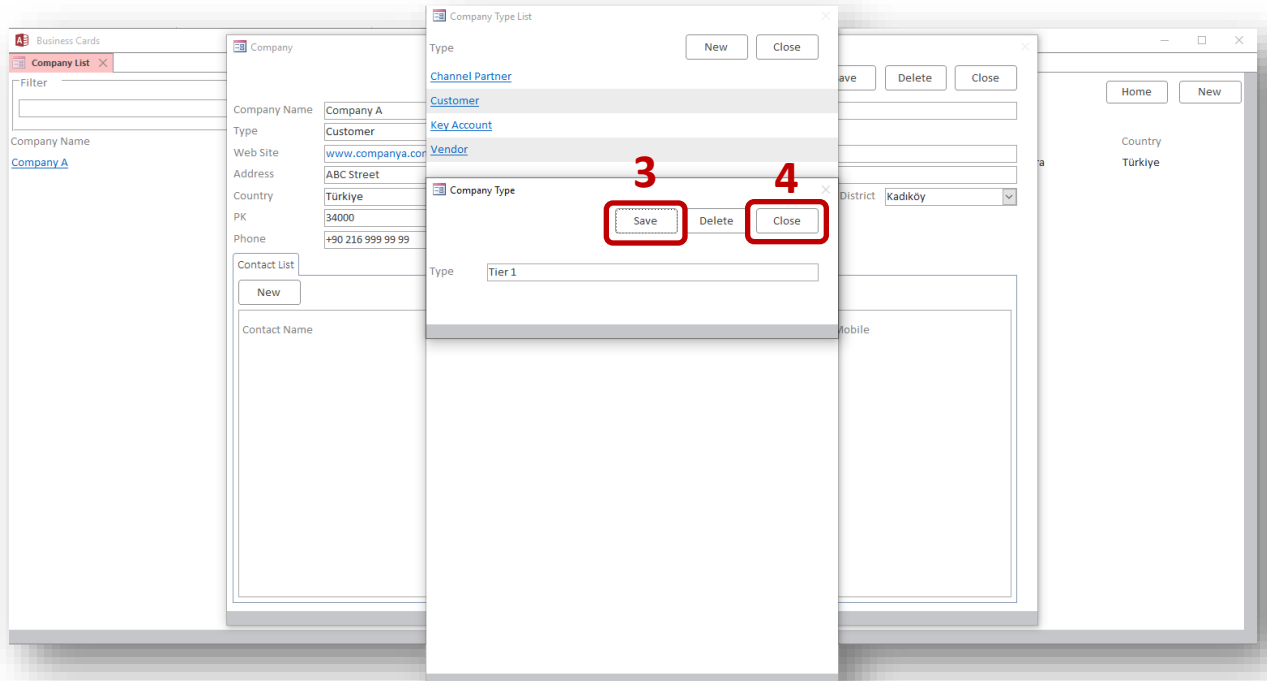 Company Type List
Business Cards
Company
Type New Close
Company List
Channel Partner
ave Delete Close
Filter
Home New
Customer
Company Name Company A
Key Account
Type Customer
Company Name
Country
Vendor
Web Site www.companya.cor
Company A
Türkiye
3 4
Address ABC Street
Company Type
Country Türkiye
District Kadıköy
PK 34000
Save Delete Close
Phone +90 216 999 99 99
Contact List
Type Tier 1
New
Contact Name
Mobile